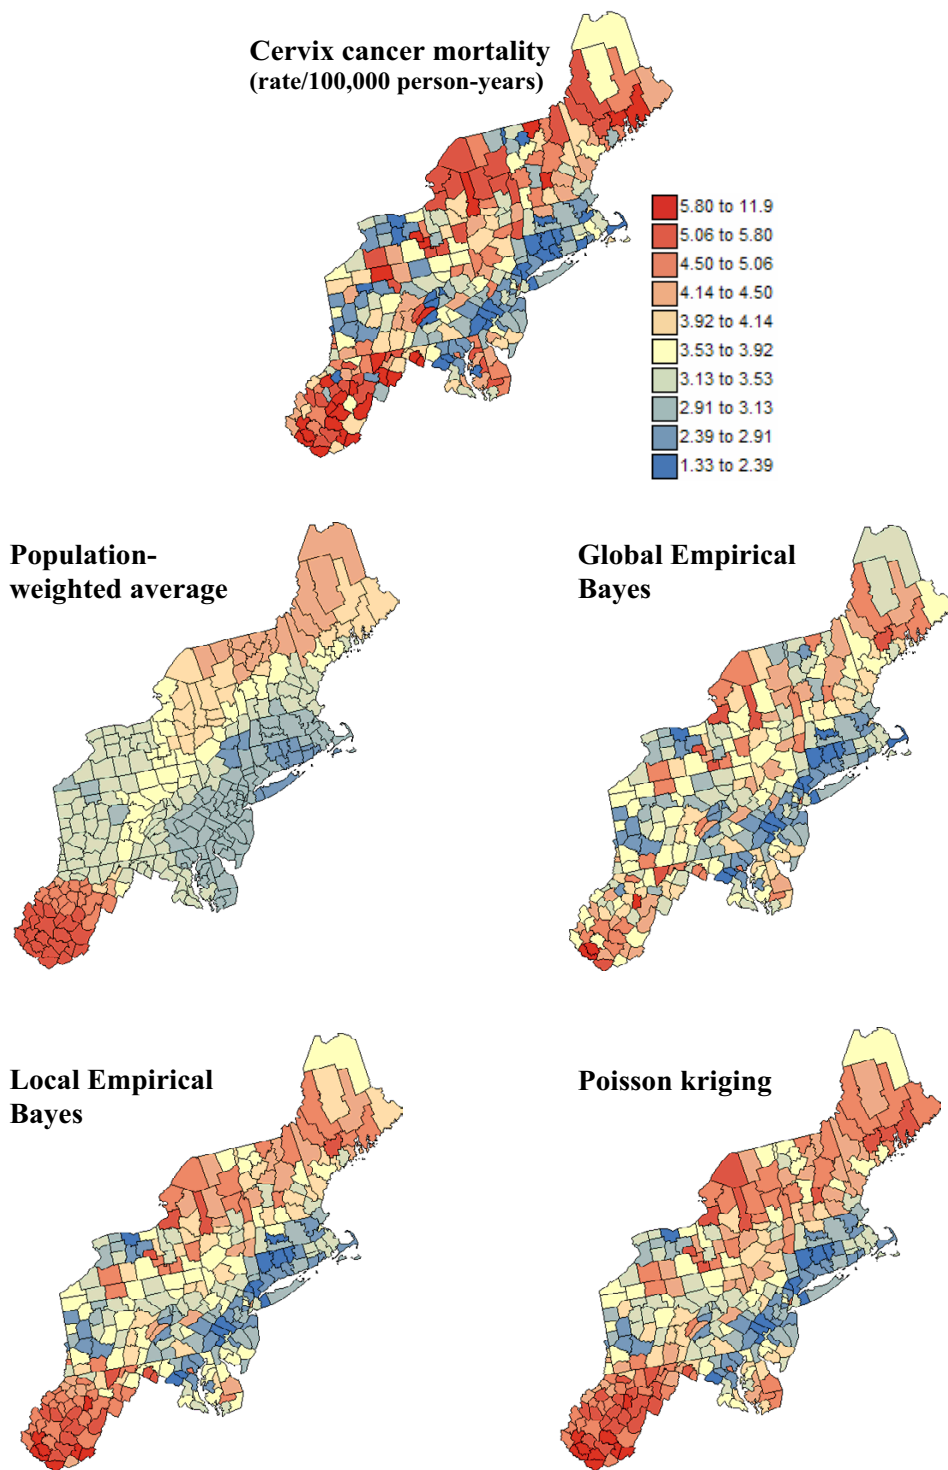 Cervix cancer mortality
(rate/100,000 person-years)
5.80 to 11.9
5.06 to 5.80
4.50 to 5.06
4.14 to 4.50
3.92 to 4.14
3.53 to 3.92
3.13 to 3.53
2.91 to 3.13
2.39 to 2.91
1.33 to 2.39
Population-
weighted average
Global Empirical
Bayes
Local Empirical
Bayes
Poisson kriging